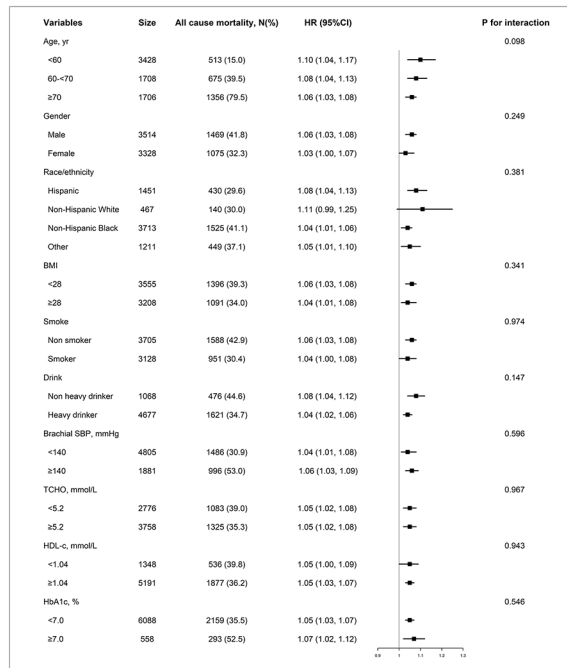 Variables Size All cause mortality, N(%) HR (95%CI) P for interaction
Age, yr 0.098
<60 3428 513 (15.0) 1.10 (1.04, 1.17)
60-<70 1708 675 (39.5) 1.08 (1.04, 1.13)
≥70 1706 1356 (79.5) 1.06 (1.03, 1.08)
Gender 0.249
Male 3514 1469 (41.8) 1.06 (1.03, 1.08)
Female 3328 1075 (32.3) 1.03 (1.00, 1.07)
Race/ethnicity 0.381
Hispanic 1451 430 (29.6) 1.08 (1.04, 1.13)
Non-Hispanic White 467 140 (30.0) 1.11 (0.99, 1.25)
Non-Hispanic Black 3713 1525 (41.1) 1.04 (1.01, 1.06)
Other 1211 449 (37.1) 1.05 (1.01, 1.10)
BMI 0.341
<28 3555 1396 (39.3) 1.06 (1.03, 1.08)
≥28 3208 1091 (34.0) 1.04 (1.01, 1.08)
Smoke 0.974
Non smoker 3705 1588 (42.9) 1.06 (1.03, 1.08)
Smoker 3128 951 (30.4) 1.04 (1.00, 1.08)
Drink 0.147
Non heavy drinker 1068 476 (44.6) 1.08 (1.04, 1.12)
Heavy drinker 4677 1621 (34.7) 1.04 (1.02, 1.06)
Brachial SBP, mmHg 0.596
<140 4805 1486 (30.9) 1.04 (1.01, 1.08)
≥140 1881 996 (53.0) 1.06 (1.03, 1.09)
TCHO, mmol/L 0.967
<5.2 2776 1083 (39.0) 1.05 (1.02, 1.08)
≥5.2 3758 1325 (35.3) 1.05 (1.02, 1.08)
HDL-c, mmol/L 0.943
<1.04 1348 536 (39.8) 1.05 (1.00, 1.09)
≥1.04 5191 1877 (36.2) 1.05 (1.03, 1.07)
HbA1c, % 0.546
<7.0 6088 2159 (35.5) 1.05 (1.03, 1.07)
≥7.0 558 293 (52.5) 1.07 (1.02, 1.12)
0.9 1 1.1 1.2 1.3